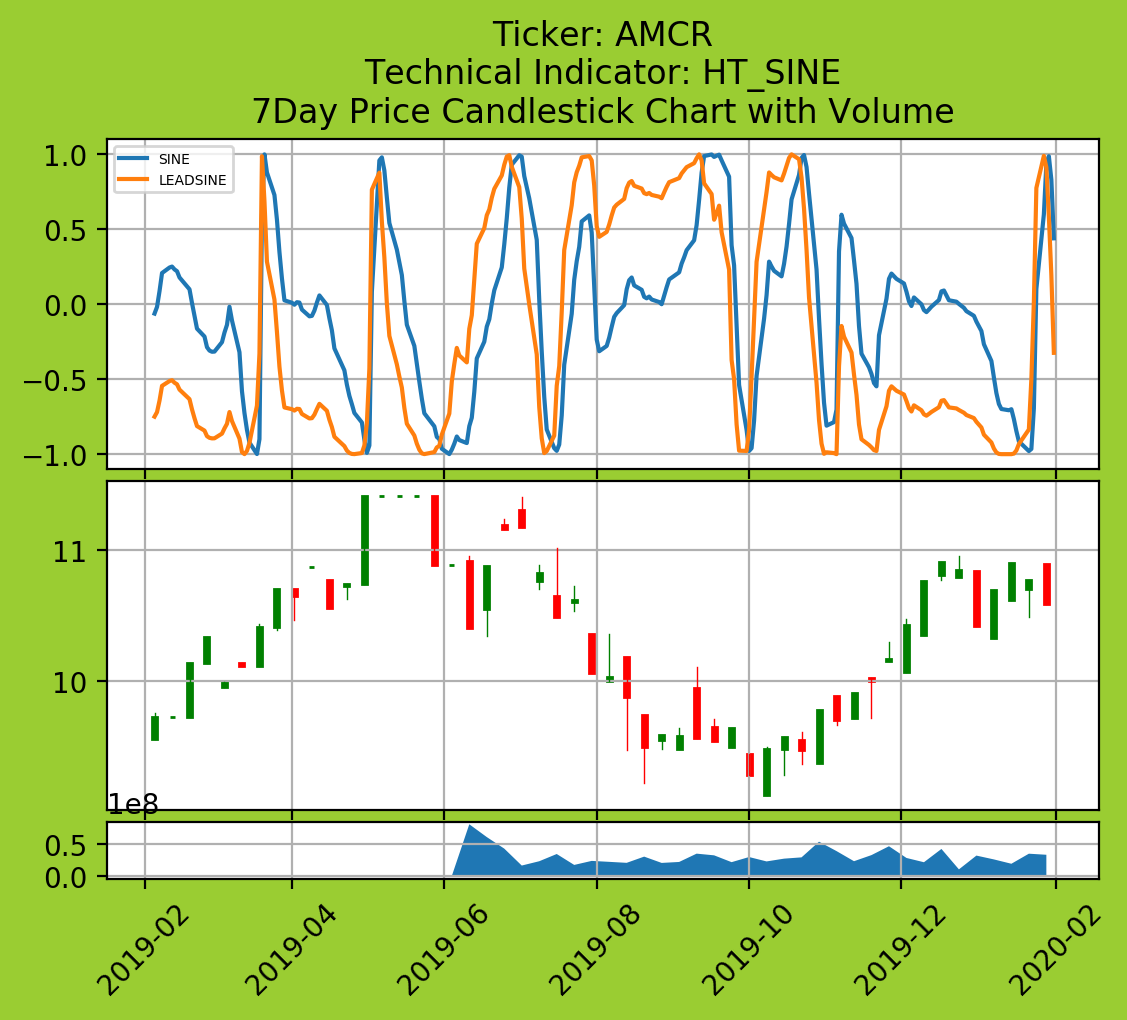 Ticker: AMCR
Technical Indicator: HT_SINE
7Day Price Candlestick Chart with Volume
1.0
0.5
0.0
−0.5
−1.0
SINE
LEADSINE
11
10
1e8
0.5
0.0
2019-02
2019-04
2019-06
2019-08
2019-10
2019-12
2020-02